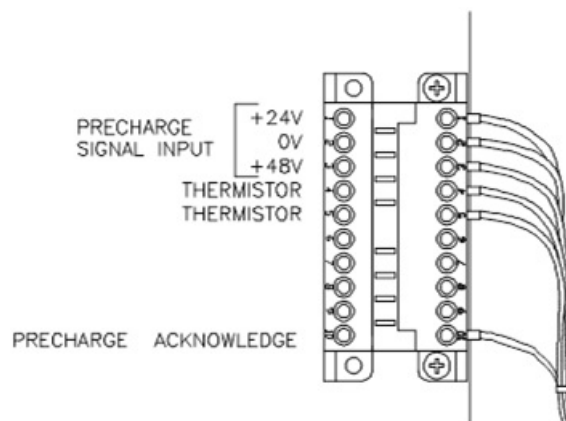 PRECHARGE
SIGNAL INPUT
+24V
0V
+48V
THERMISTOR
THERMISTOR
PRECHARGE ACKNOWLEDGE